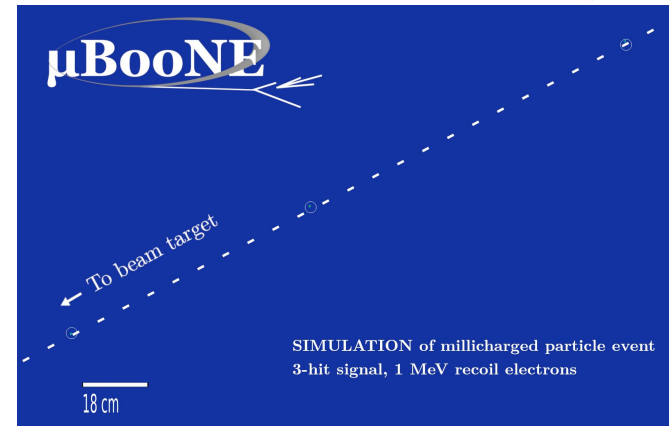 µBooNE
To beam target
SIMULATION of millicharged particle event
3-hit signal, 1 MeV recoil electrons
18 cm